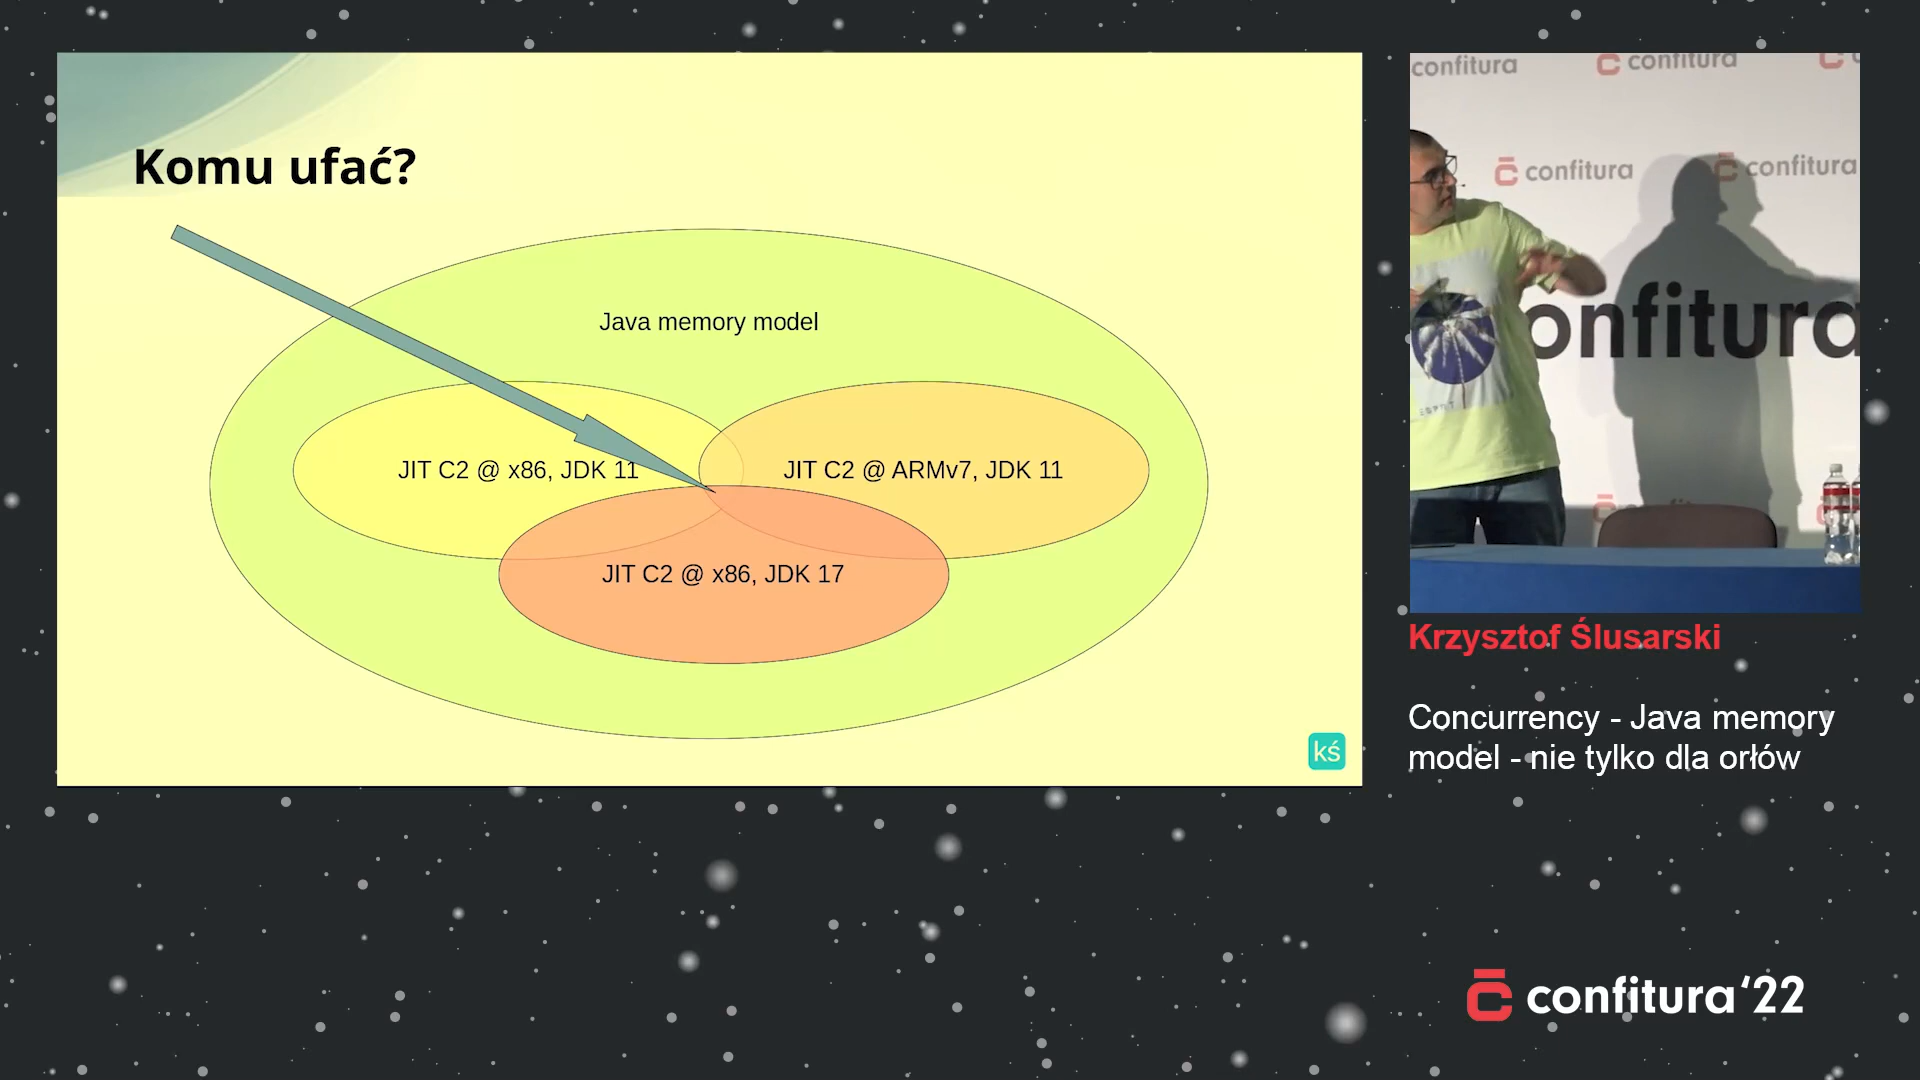 Komu ufać?
Java memory model
JIT C2 @ x86, JDK 11
JIT C2 @ ARMv7, JDK 11
JIT C2 @ x86, JDK 17
kś
confitura
confitura
confitura
confitura
onfitura
Krzysztof Ślusarski
Concurrency - Java memory
model - nie tylko dla orłów
confitura '22